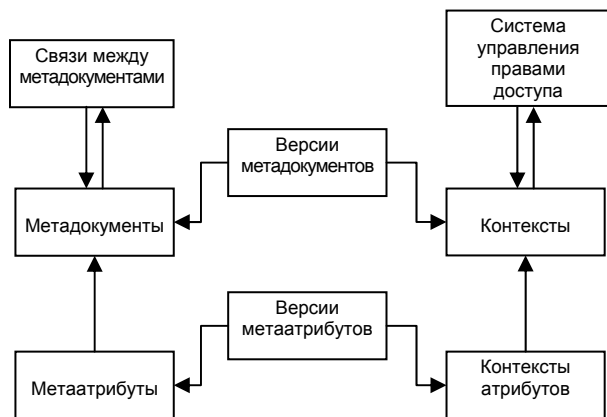 Связи между
метадокументами
Система
управления
правами
доступа
Версии
метадокументов
Метадокументы
Контексты
Версии
метаатрибутов
Метаатрибуты
Контексты
атрибутов